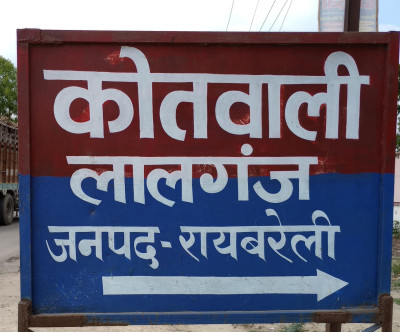 कोतवाली
लालगंज
जनपद-रायबरेली